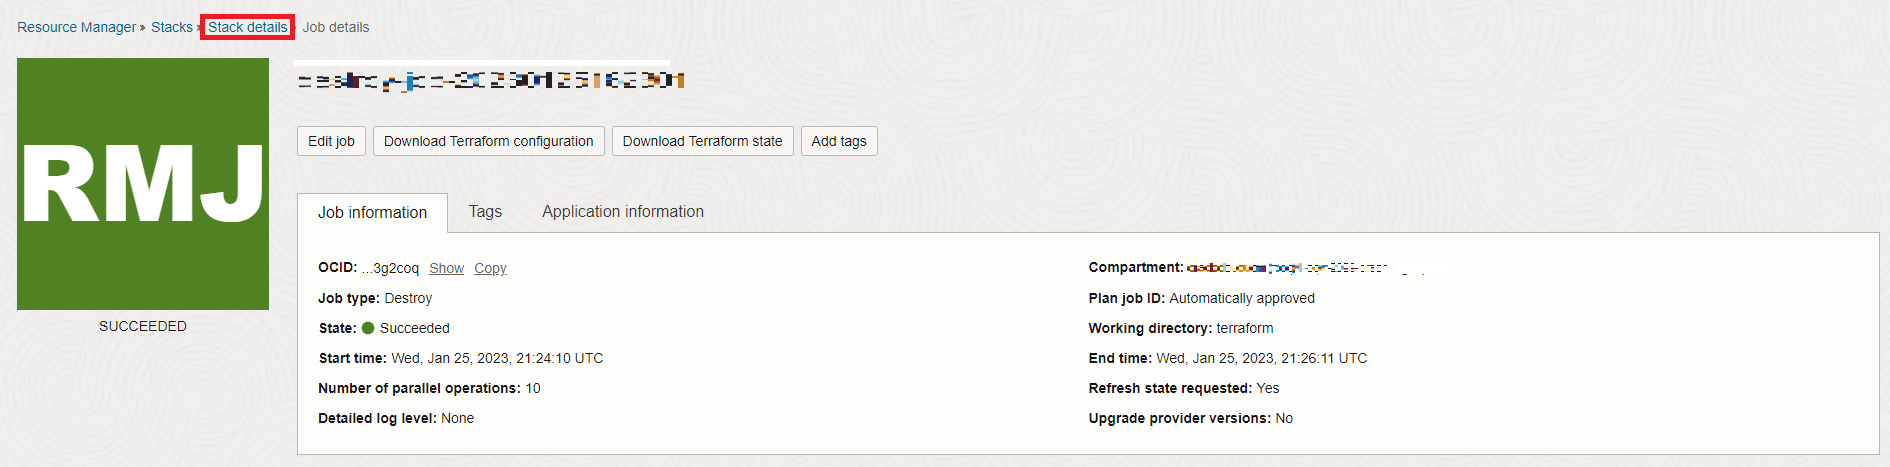 Resource Manager » Stacks » Stack details Job details
RMJ
SUCCEEDED
Edit job Download Terraform configuration Download Terraform state Add tags
Job information Tags Application information
OCID: ...3g2coq Show Copy
Job type: Destroy
State: Succeeded
Start time: Wed, Jan 25, 2023, 21:24:10 UTC
Number of parallel operations: 10
Detailed log level: None
Compartment:
Plan job ID: Automatically approved
Working directory: terraform
End time: Wed, Jan 25, 2023, 21:26:11 UTC
Refresh state requested: Yes
Upgrade provider versions: No